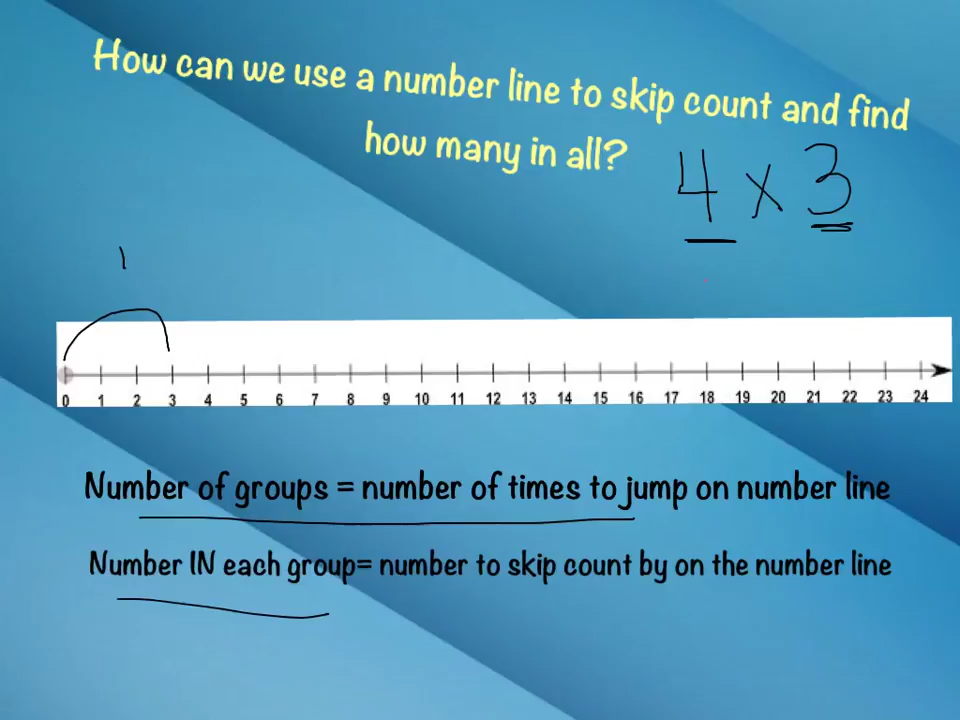 How can we use a number line to skip count and find
how many in all?
4 x 3
1
0 1 2 3 4 5 6 7 8 9 10 11 12 13 14 15 16 17 18 19 20 21 22 23 24
Number of groups = number of times to jump on number line
Number IN each group= number to skip count by on the number line